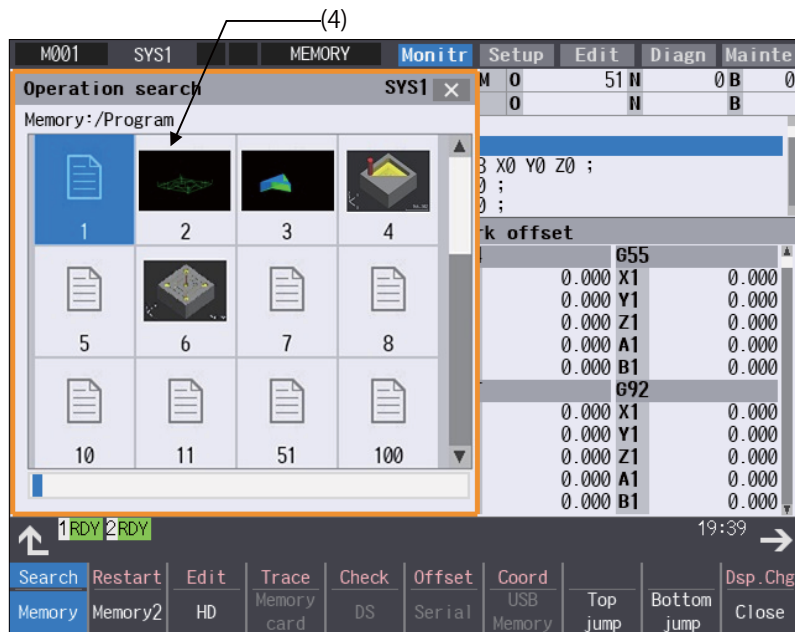 (4)
M001 SYS1 MEMORY Monitr Setup Edit Diagn Mainte
Operation search SYS1
M O 51 N 0 B 0
O N B
Memory:/Program
X0 Y0 Z0 ;
;
;
1 2 3 4
rk offset
G55
0.000 X1 0.000
0.000 Y1 0.000
0.000 Z1 0.000
0.000 A1 0.000
0.000 B1 0.000
5 6 7 8
G92
0.000 X1 0.000
0.000 Y1 0.000
0.000 Z1 0.000
0.000 A1 0.000
0.000 B1 0.000
10 11 51 100
1 RDY 2 RDY 19:39
Search Restart Edit Trace Check Offset Coord Dsp.Chg
Memory Memory2 HD Memory card DS Serial USB Memory Top jump Bottom jump Close